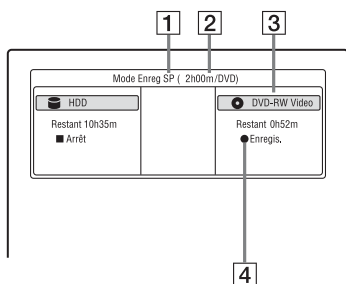 1 2 3
Mode Enreg SP ( 2h00m/DVD)
HDD
DVD-RW Video
Restant 10h35m
Restant 0h52m
Arrêt
Enregis.
4